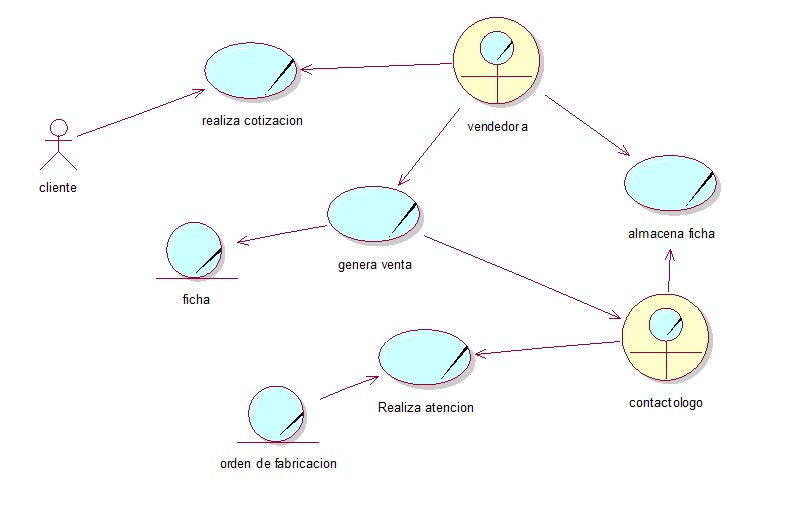 realiza cotizacion
vendedora
cliente
almacena ficha
genera venta
ficha
Realiza atencion
contactologo
orden de fabricacion